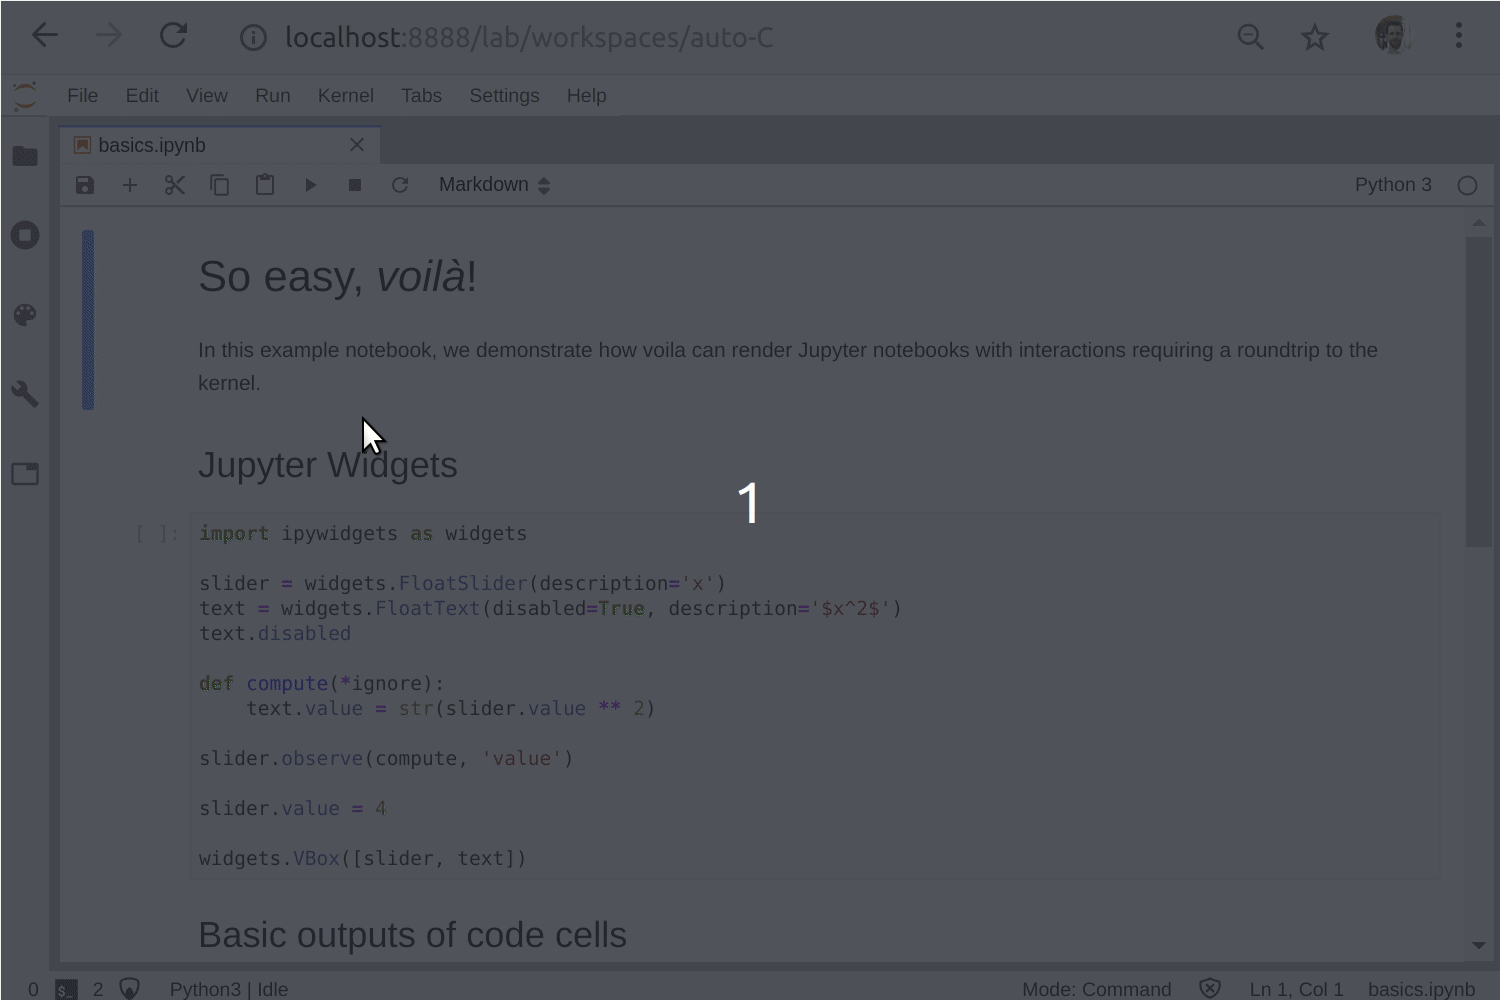 localhost:8888/lab/workspaces/auto-C
File Edit View Run Kernel Tabs Settings Help
basics.ipynb
Markdown Python 3
So easy, voilà!
In this example notebook, we demonstrate how voila can render Jupyter notebooks with interactions requiring a roundtrip to the
kernel.
Jupyter Widgets
1
[ ]: import ipywidgets as widgets
slider = widgets.FloatSlider(description='x')
text = widgets.FloatText(disabled=True, description='$x^2$')
text.disabled
def compute(*ignore):
    text.value = str(slider.value ** 2)
slider.observe(compute, 'value')
slider.value = 4
widgets.VBox([slider, text])
Basic outputs of code cells
0 $_ 2 Python3 | Idle Mode: Command Ln 1, Col 1 basics.ipynb